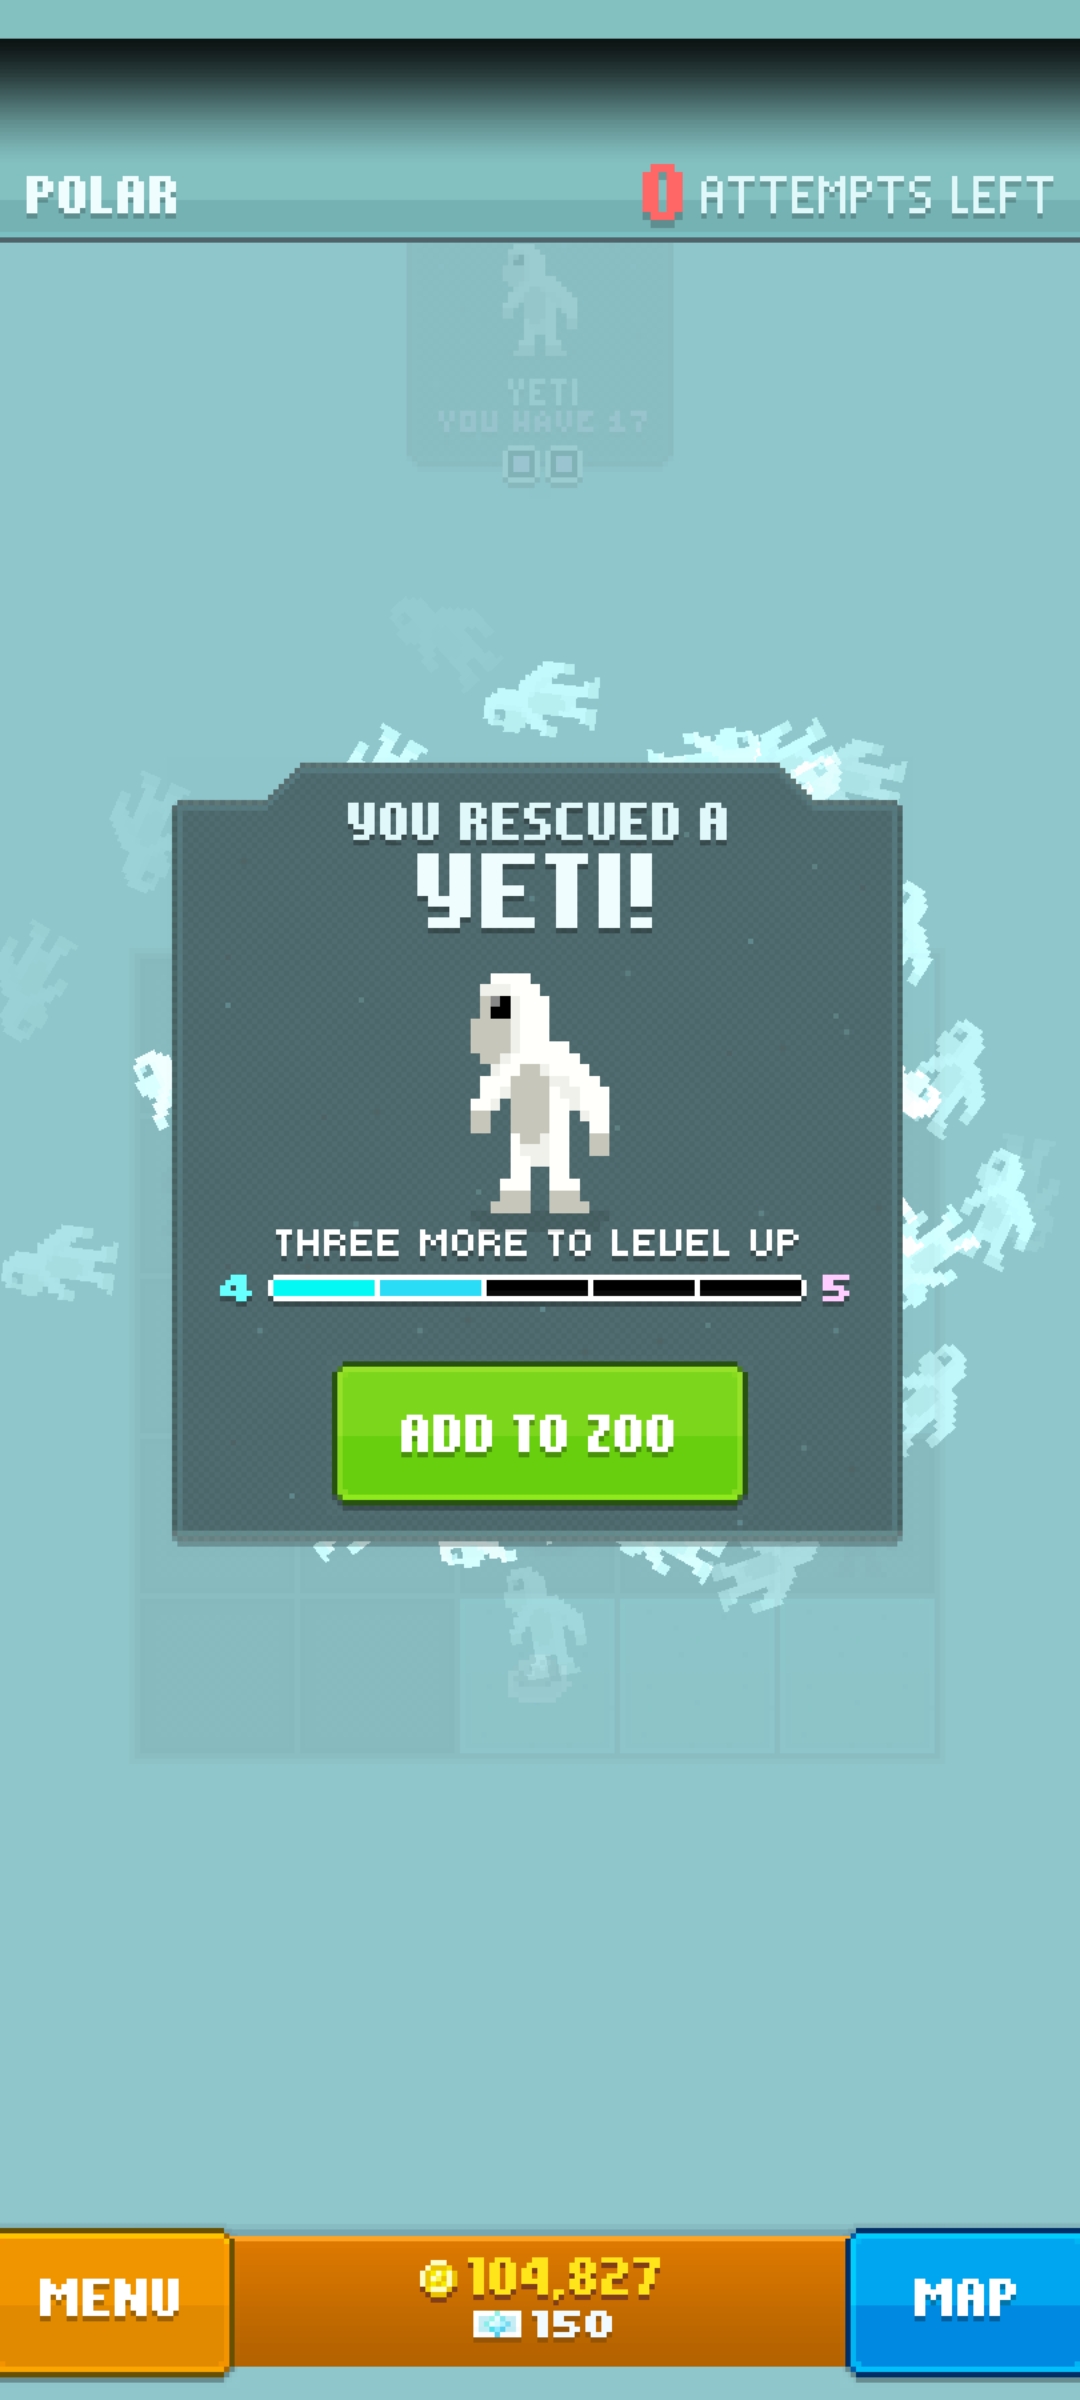 POLAR
0 ATTEMPTS LEFT
YETI
YOU HAVE 17
YOU RESCUED A
YETI!
THREE MORE TO LEVEL UP
4 5
ADD TO ZOO
MENU
104,827
150
MAP